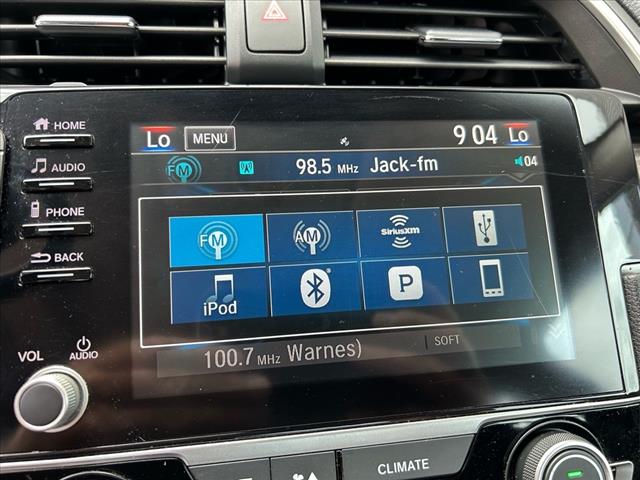 HOME
AUDIO
PHONE
BACK
VOL
AUDIO
Lo MENU 9 04 Lo
FM 98.5 MHz Jack-fm 04
FM AM SiriusXM
iPod P
100.7 MHz Warnes) SOFT
CLIMATE